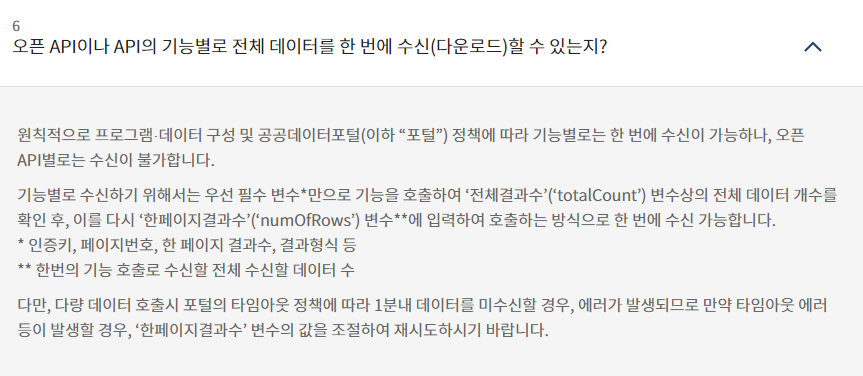 6
오픈 API이나 API의 기능별로 전체 데이터를 한 번에 수신(다운로드)할 수 있는지?
원칙적으로 프로그램·데이터 구성 및 공공데이터포털(이하 “포털”) 정책에 따라 기능별로는 한 번에 수신이 가능하나, 오픈
API별로는 수신이 불가합니다.
기능별로 수신하기 위해서는 우선 필수 변수*만으로 기능을 호출하여 ‘전체결과수’(‘totalCount’) 변수상의 전체 데이터 개수를
확인 후, 이를 다시 ‘한페이지결과수’(‘numOfRows’) 변수**에 입력하여 호출하는 방식으로 한 번에 수신 가능합니다.
* 인증키, 페이지번호, 한 페이지 결과수, 결과형식 등
** 한번의 기능 호출로 수신할 전체 수신할 데이터 수
다만, 다량 데이터 호출시 포털의 타임아웃 정책에 따라 1분내 데이터를 미수신할 경우, 에러가 발생되므로 만약 타임아웃 에러
등이 발생할 경우, ‘한페이지결과수’ 변수의 값을 조절하여 재시도하시기 바랍니다.